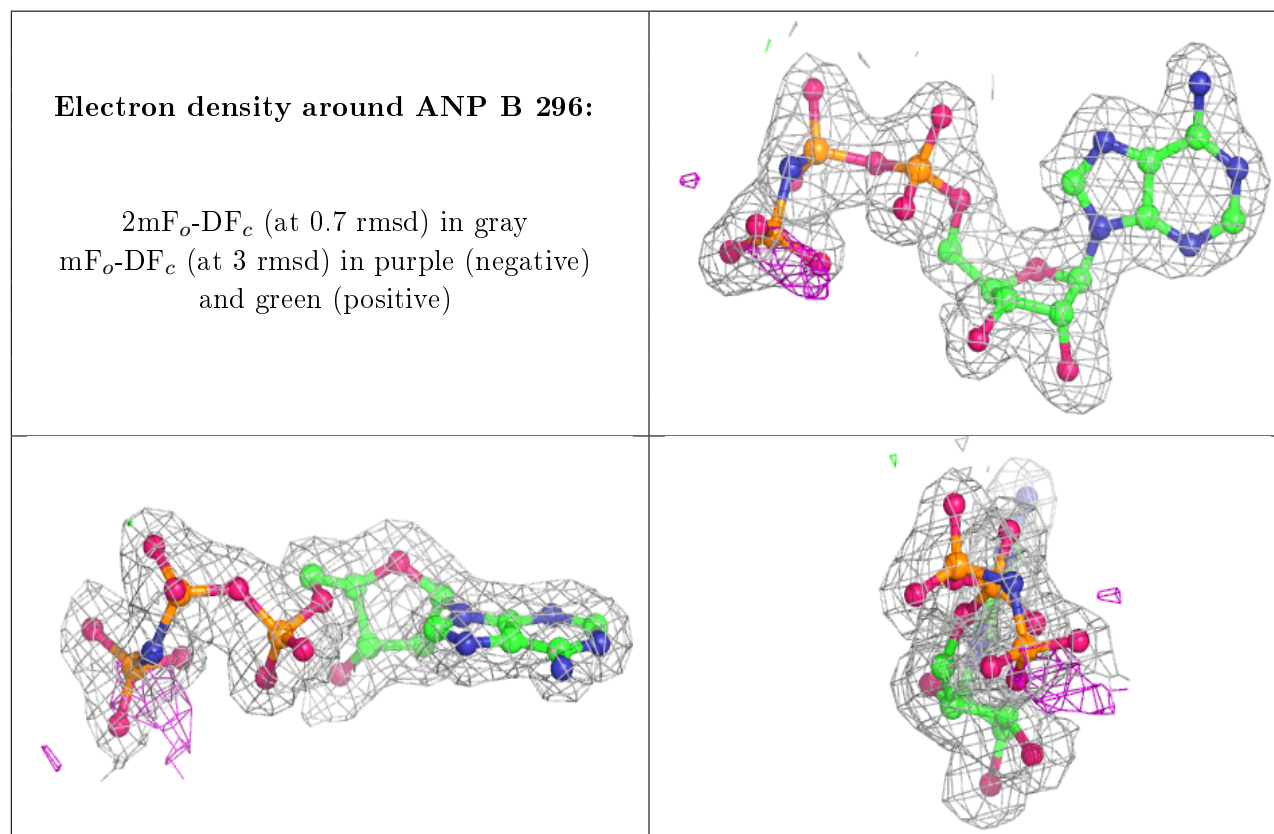 Electron density around ANP B 296:
2mFₒ-DF𝒸 (at 0.7 rmsd) in gray
mFₒ-DF𝒸 (at 3 rmsd) in purple (negative)
and green (positive)